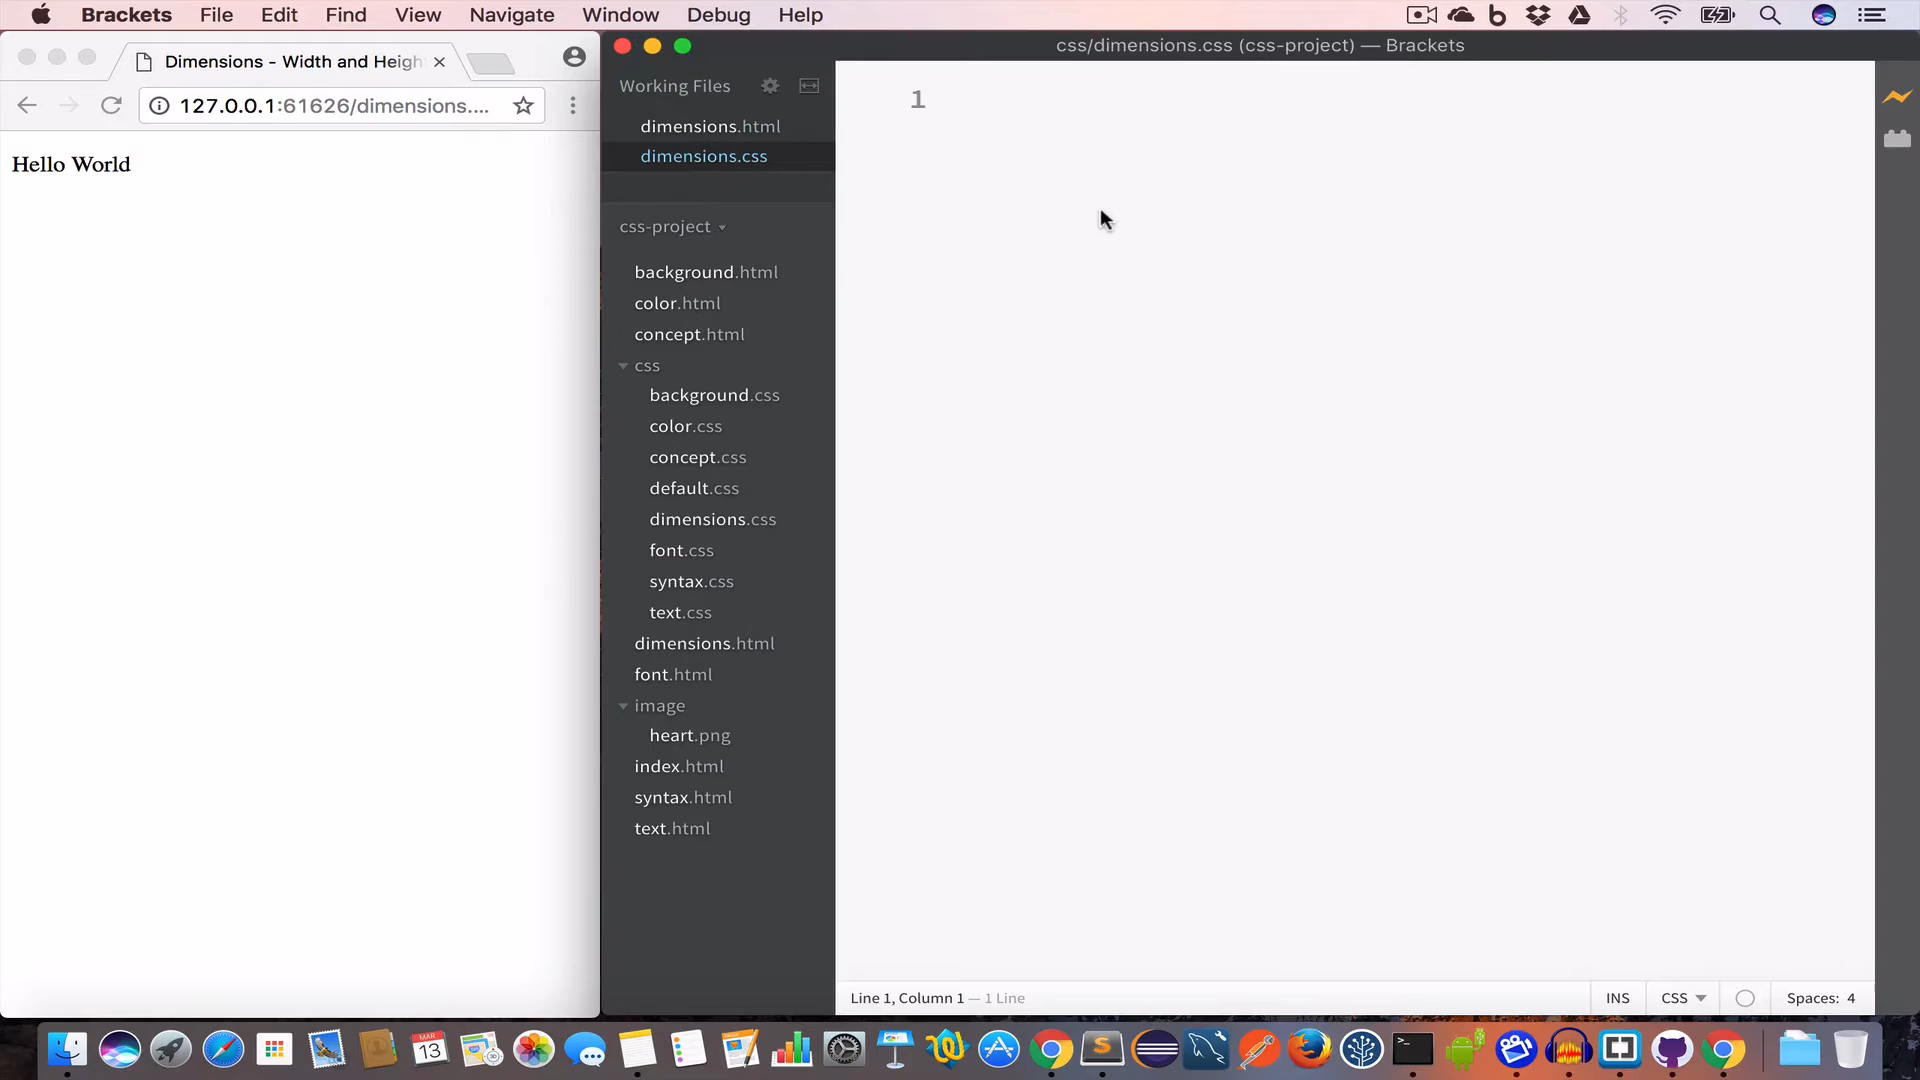 Brackets File Edit Find View Navigate Window Debug Help
Dimensions - Width and Heigh
127.0.0.1:61626/dimensions....
Hello World
css/dimensions.css (css-project) — Brackets
Working Files
dimensions.html
dimensions.css
css-project
background.html
color.html
concept.html
css
background.css
color.css
concept.css
default.css
dimensions.css
font.css
syntax.css
text.css
dimensions.html
font.html
image
heart.png
index.html
syntax.html
text.html
1
Line 1, Column 1 — 1 Line
INS CSS Spaces: 4
MAR
13